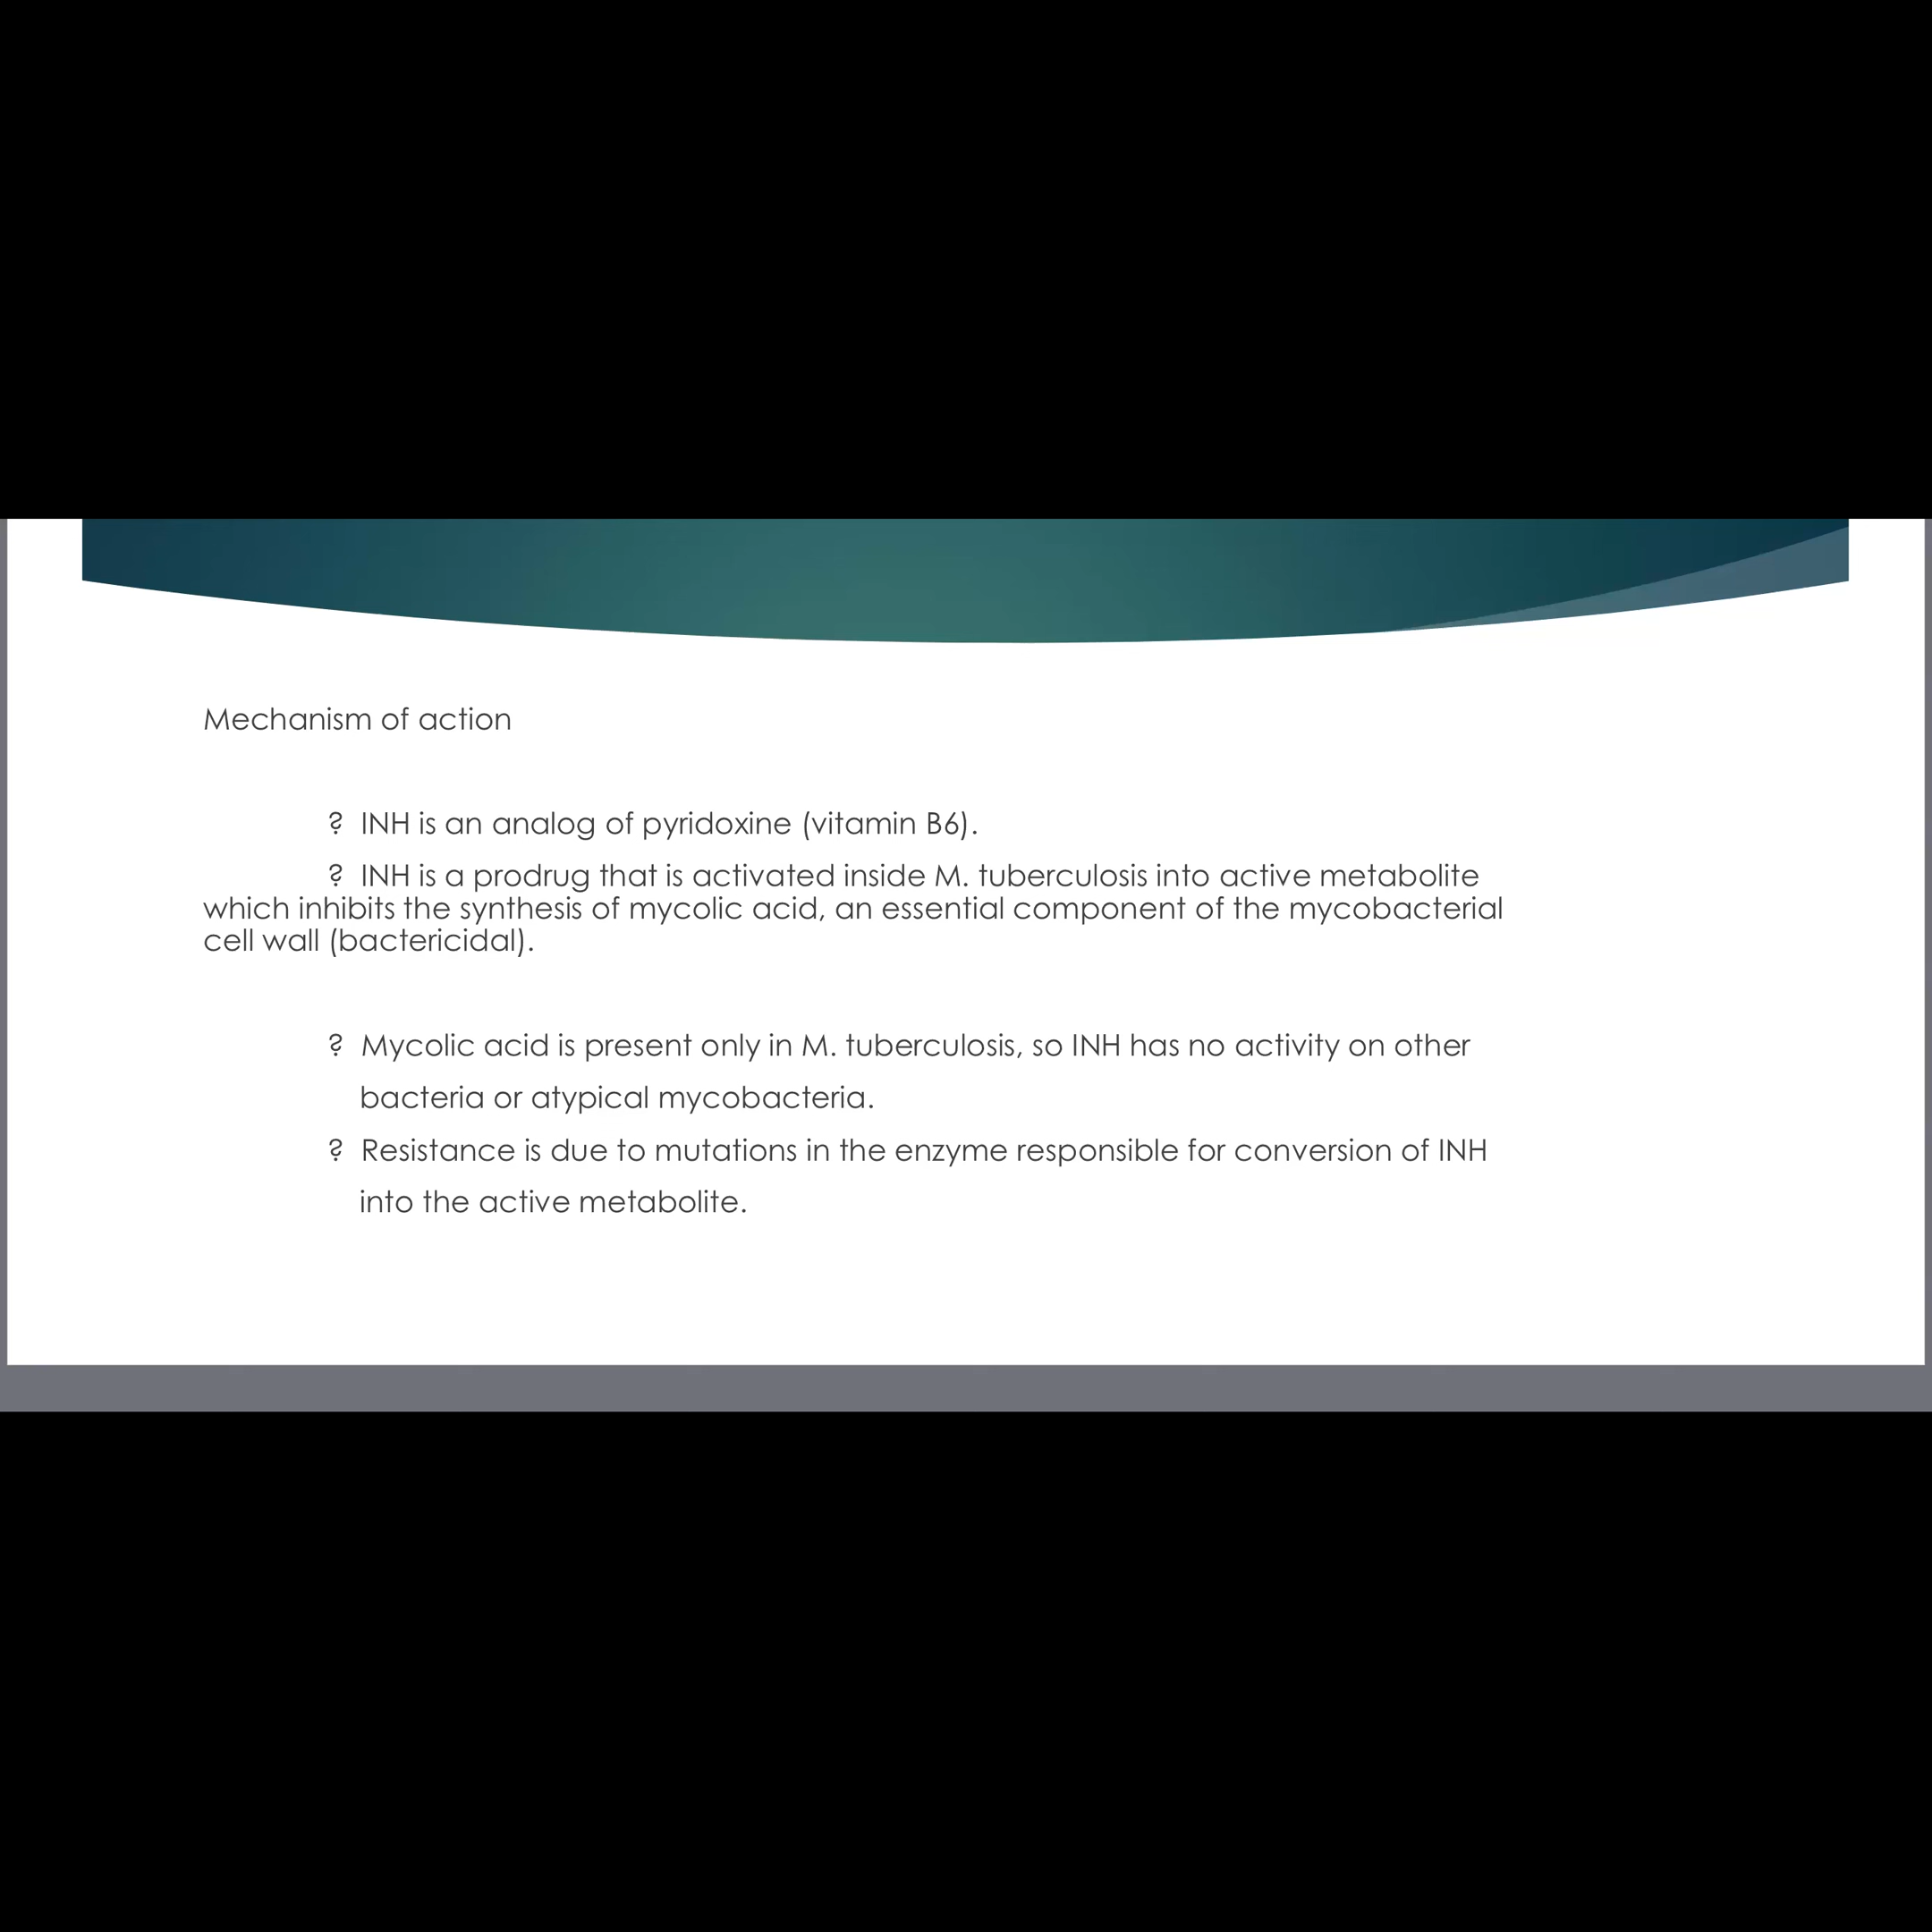 Mechanism of action
? INH is an analog of pyridoxine (vitamin B6).
? INH is a prodrug that is activated inside M. tuberculosis into active metabolite
which inhibits the synthesis of mycolic acid, an essential component of the mycobacterial
cell wall (bactericidal).
? Mycolic acid is present only in M. tuberculosis, so INH has no activity on other
bacteria or atypical mycobacteria.
? Resistance is due to mutations in the enzyme responsible for conversion of INH
into the active metabolite.